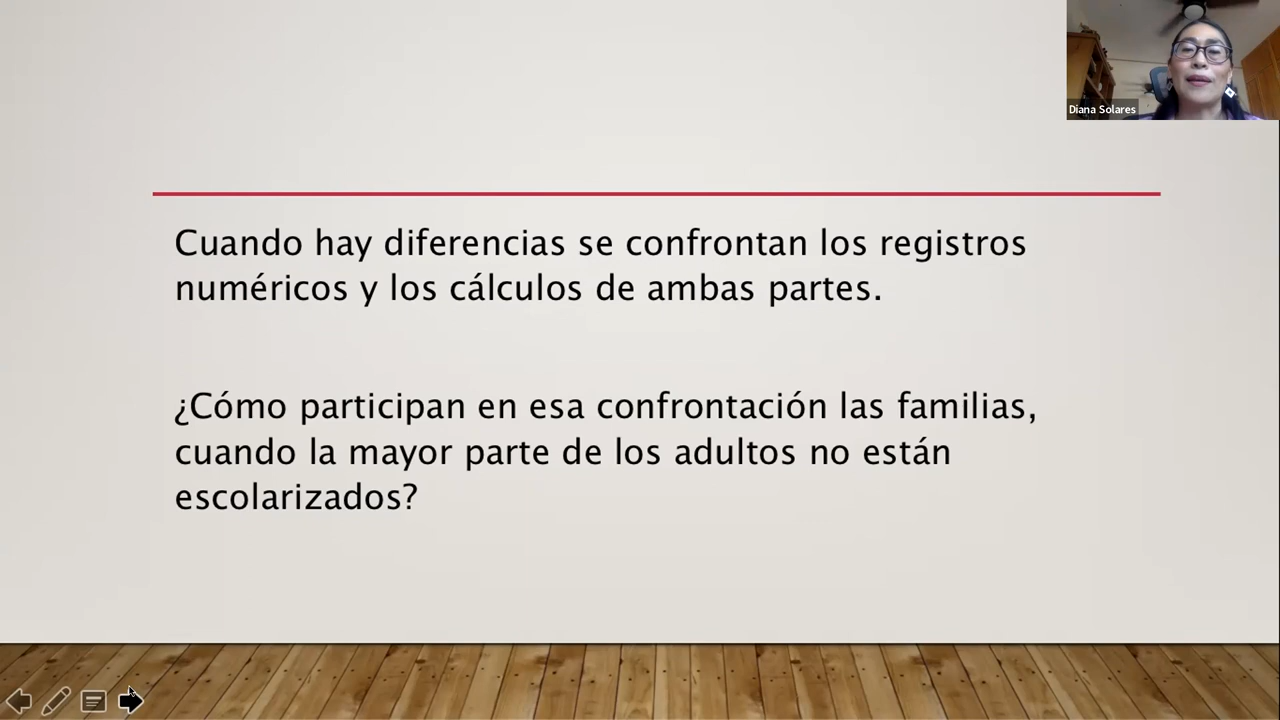 Diana Solares
Cuando hay diferencias se confrontan los registros
numéricos y los cálculos de ambas partes.
¿Cómo participan en esa confrontación las familias,
cuando la mayor parte de los adultos no están
escolarizados?